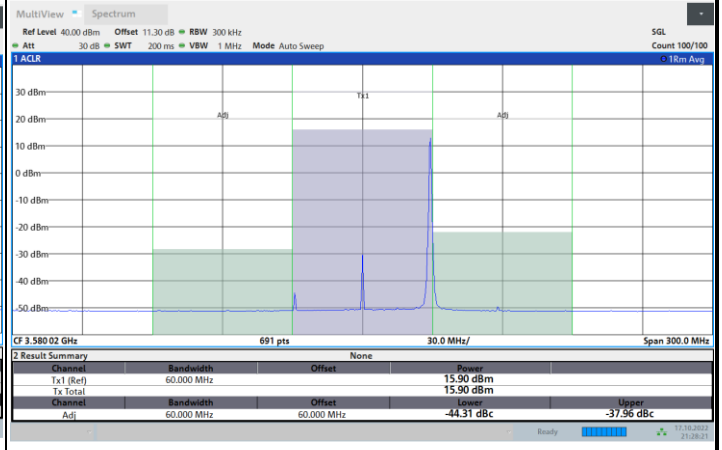 MultiView Spectrum
Ref Level 40.00 dBm Offset 11.30 dB RBW 300 kHz SGL
Att 30 dB SWT 200 ms VBW 1 MHz Mode Auto Sweep Count 100/100
1 ACLR 1Rm Avg
30 dBm
Tx1
20 dBm
Adj Adj
10 dBm
0 dBm
-10 dBm
-20 dBm
-30 dBm
-40 dBm
-50 dBm
CF 3.58002 GHz 691 pts 30.0 MHz/ Span 300.0 MHz
2 Result Summary None
Channel Bandwidth Offset Power
Tx1 (Ref) 60.000 MHz 15.90 dBm
Tx Total 15.90 dBm
Channel Bandwidth Offset Lower Upper
Adj 60.000 MHz 60.000 MHz -44.31 dBc -37.96 dBc
Ready 17.10.2022
21:28:21